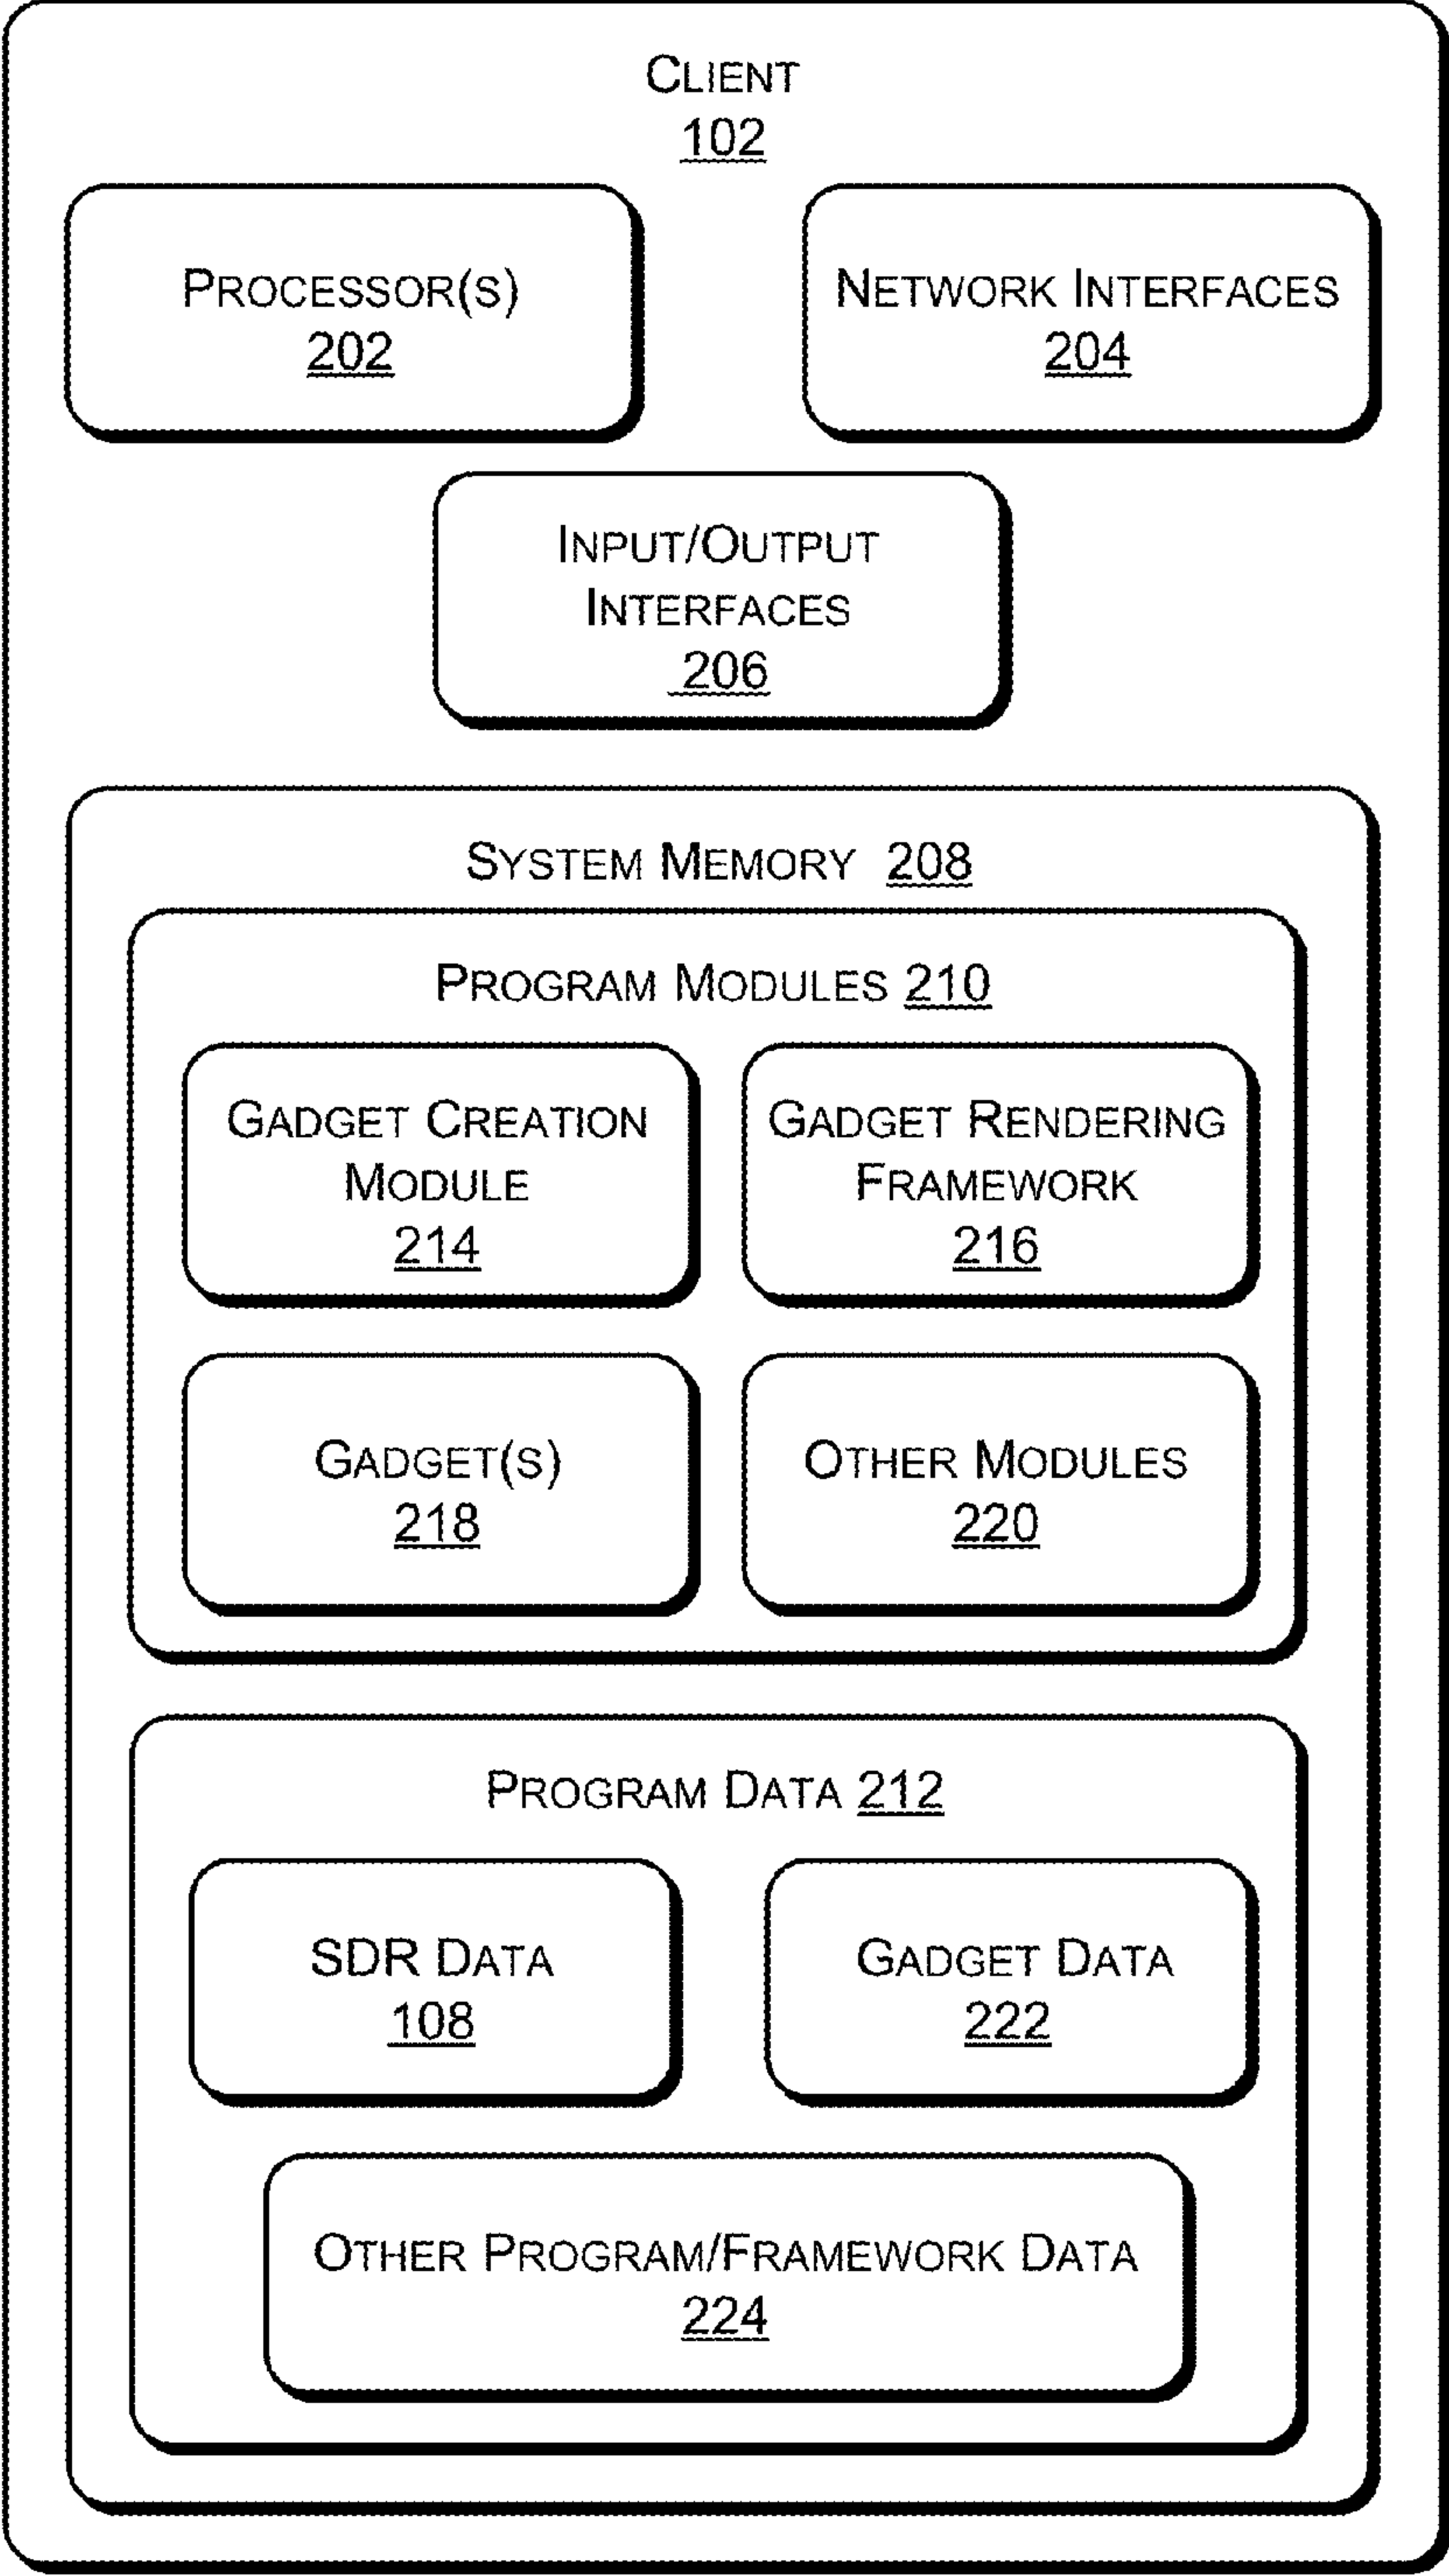 CLIENT
102
PROCESSOR(S)
202
NETWORK INTERFACES
204
INPUT/OUTPUT
INTERFACES
206
SYSTEM MEMORY 208
PROGRAM MODULES 210
GADGET CREATION
MODULE
214
GADGET RENDERING
FRAMEWORK
216
GADGET(S)
218
OTHER MODULES
220
PROGRAM DATA 212
SDR DATA
108
GADGET DATA
222
OTHER PROGRAM/FRAMEWORK DATA
224